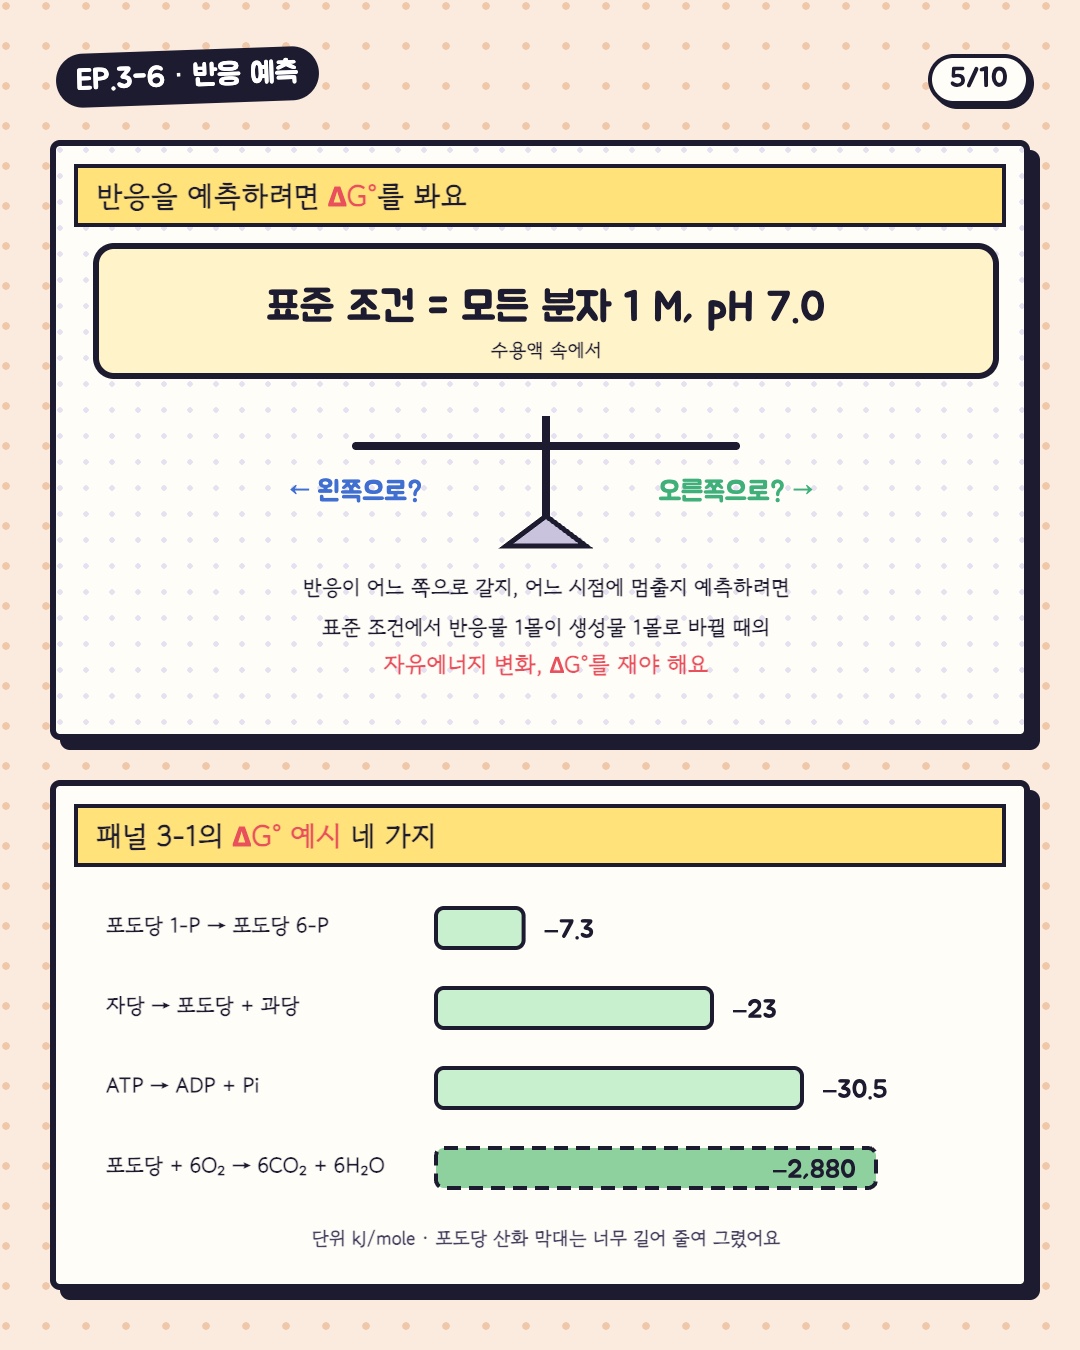 EP.3-6 · 반응 예측
5/10
반응을 예측하려면 ΔG°를 봐요
표준 조건 = 모든 분자 1 M, pH 7.0
수용액 속에서
← 왼쪽으로?
오른쪽으로? →
반응이 어느 쪽으로 갈지, 어느 시점에 멈출지 예측하려면
표준 조건에서 반응물 1몰이 생성물 1몰로 바뀔 때의
자유에너지 변화, ΔG°를 재야 해요
패널 3-1의 ΔG° 예시 네 가지
포도당 1-P → 포도당 6-P
–7.3
자당 → 포도당 + 과당
–23
ATP → ADP + Pi
–30.5
포도당 + 6O₂ → 6CO₂ + 6H₂O
–2,880
단위 kJ/mole · 포도당 산화 막대는 너무 길어 줄여 그렸어요